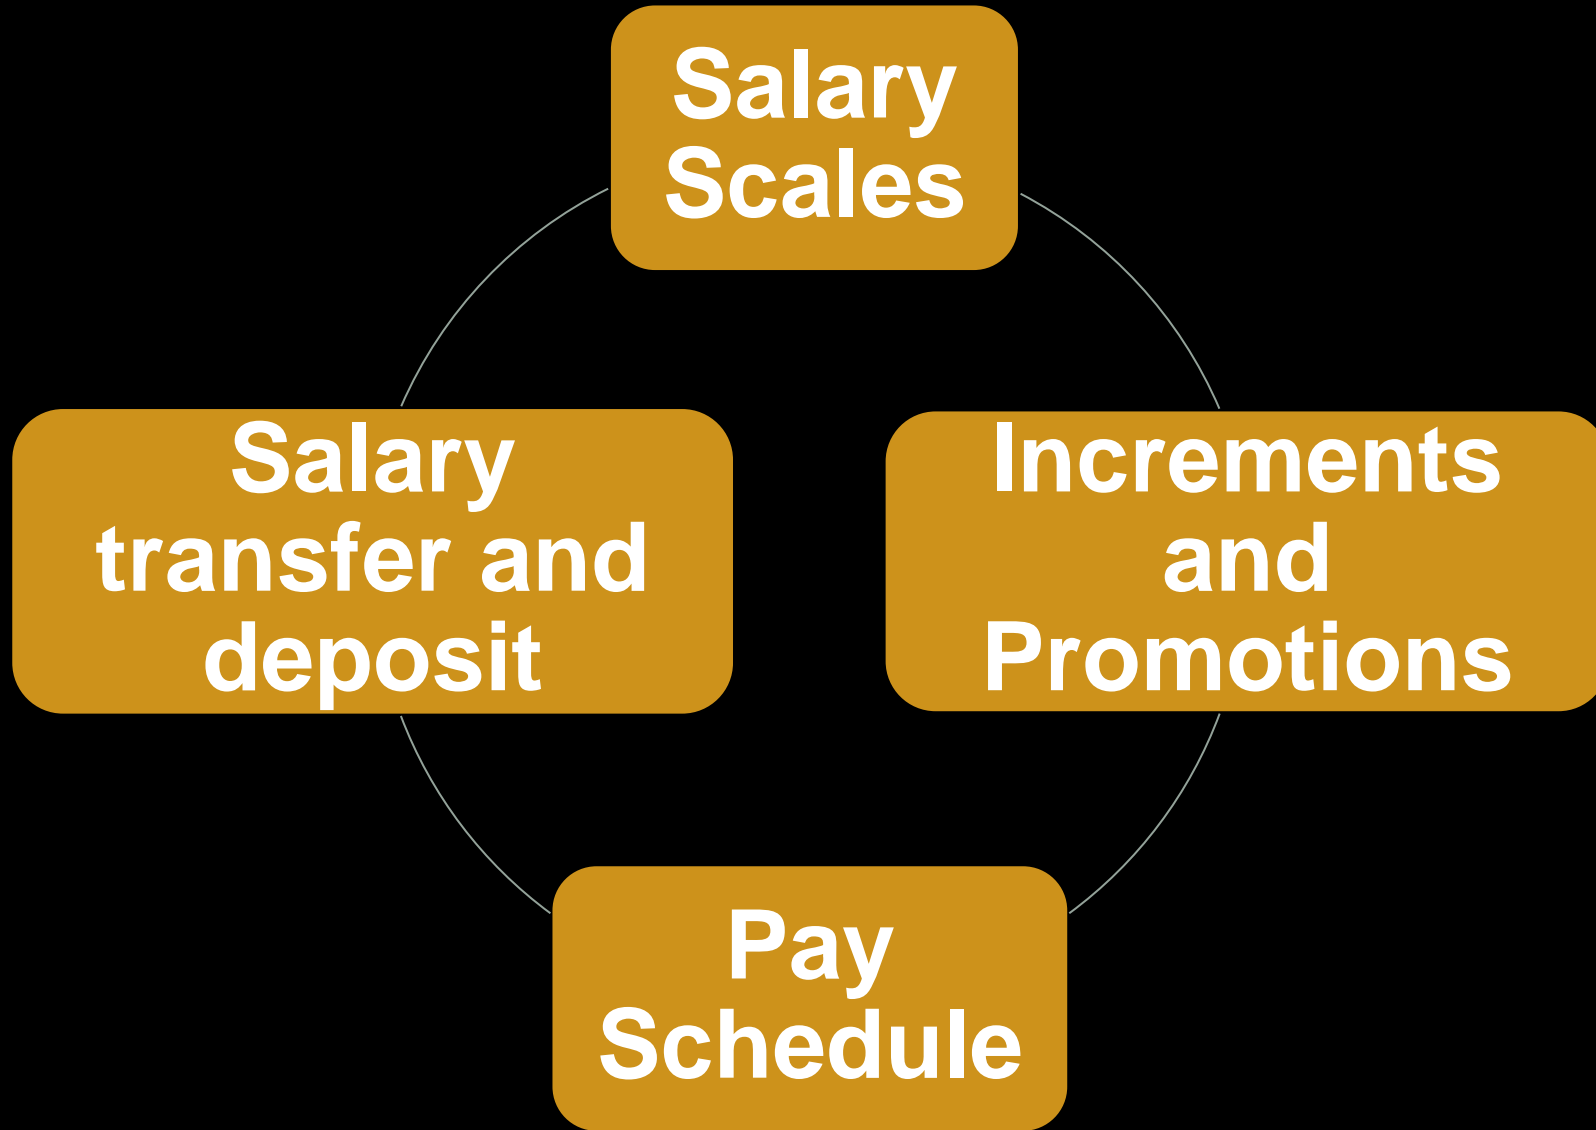 Salary
Scales
Increments
and
Promotions
Pay
Schedule
Salary
transfer and
deposit